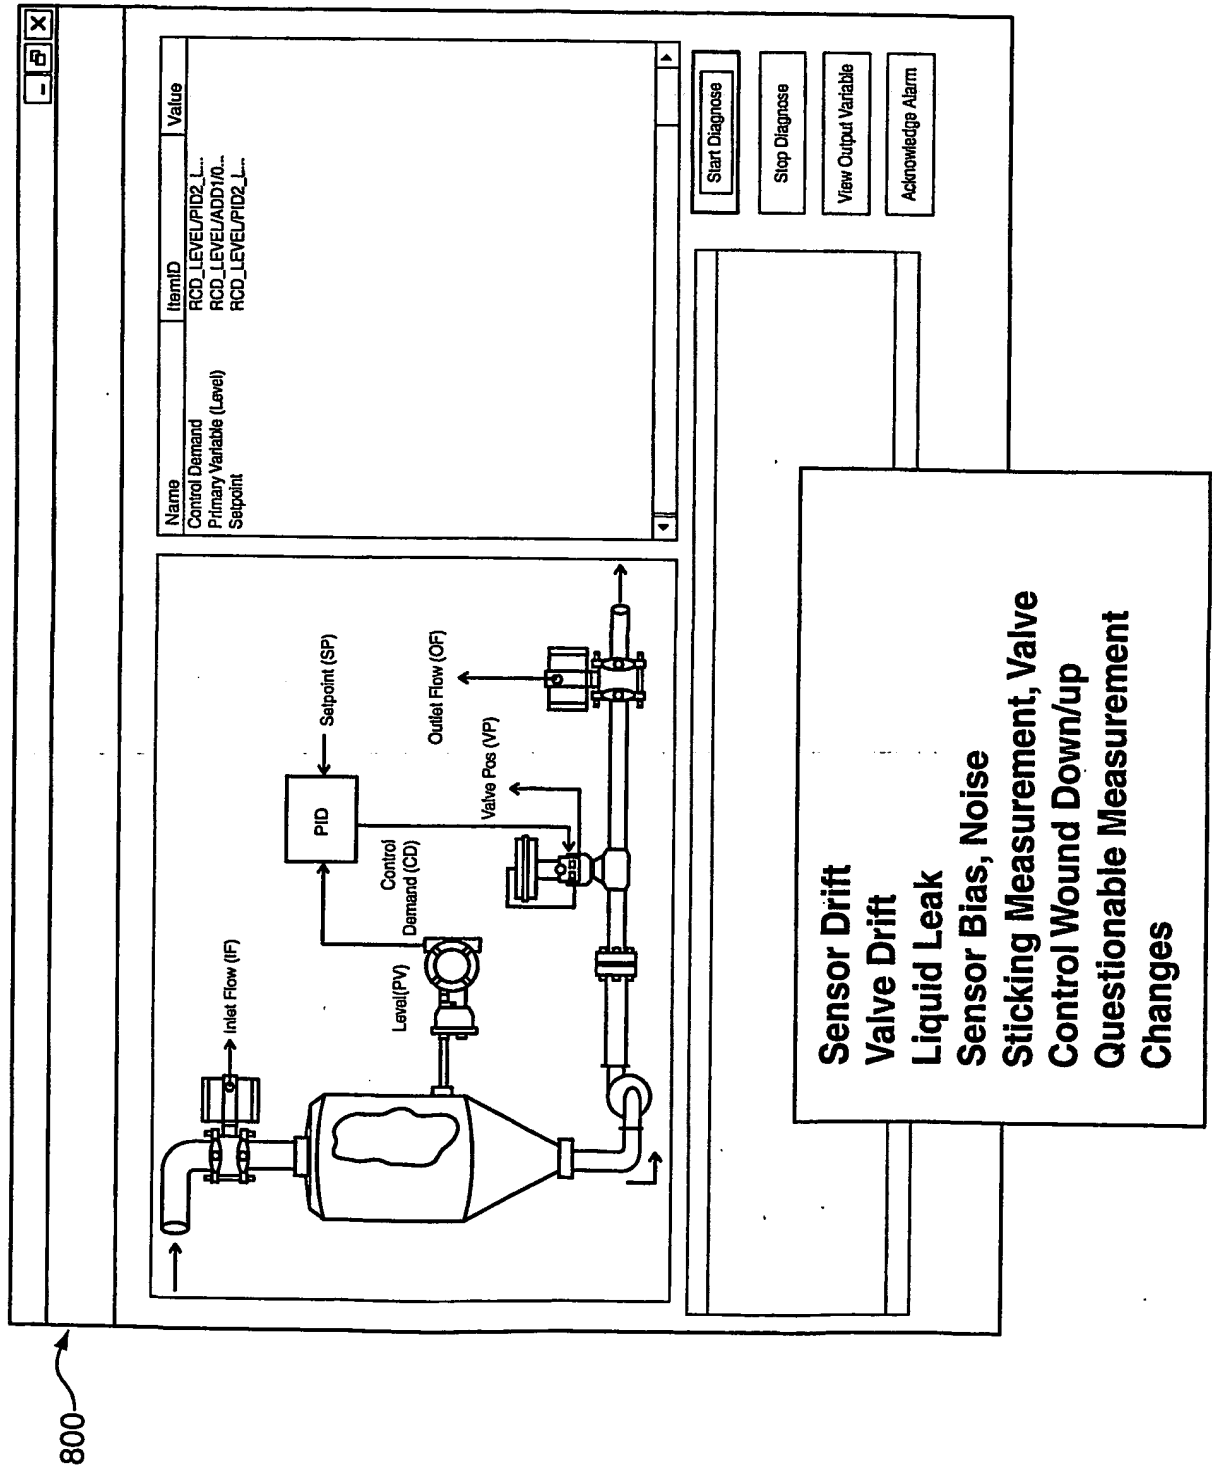 800
Inlet Flow (IF)
Level(PV)
Control
Demand (CD)
PID
Setpoint (SP)
Valve Pos (VP)
Outlet Flow (OF)
Name ItemID Value
Control Demand RCD_LEVEL/PID2_L...
Primary Variable (Level) RCD_LEVEL/ADD1/0...
Setpoint RCD_LEVEL/PID2_L...
Start Diagnose
Stop Diagnose
View Output Variable
Acknowledge Alarm
Sensor Drift
Valve Drift
Liquid Leak
Sensor Bias, Noise
Sticking Measurement, Valve
Control Wound Down/up
Questionable Measurement
Changes